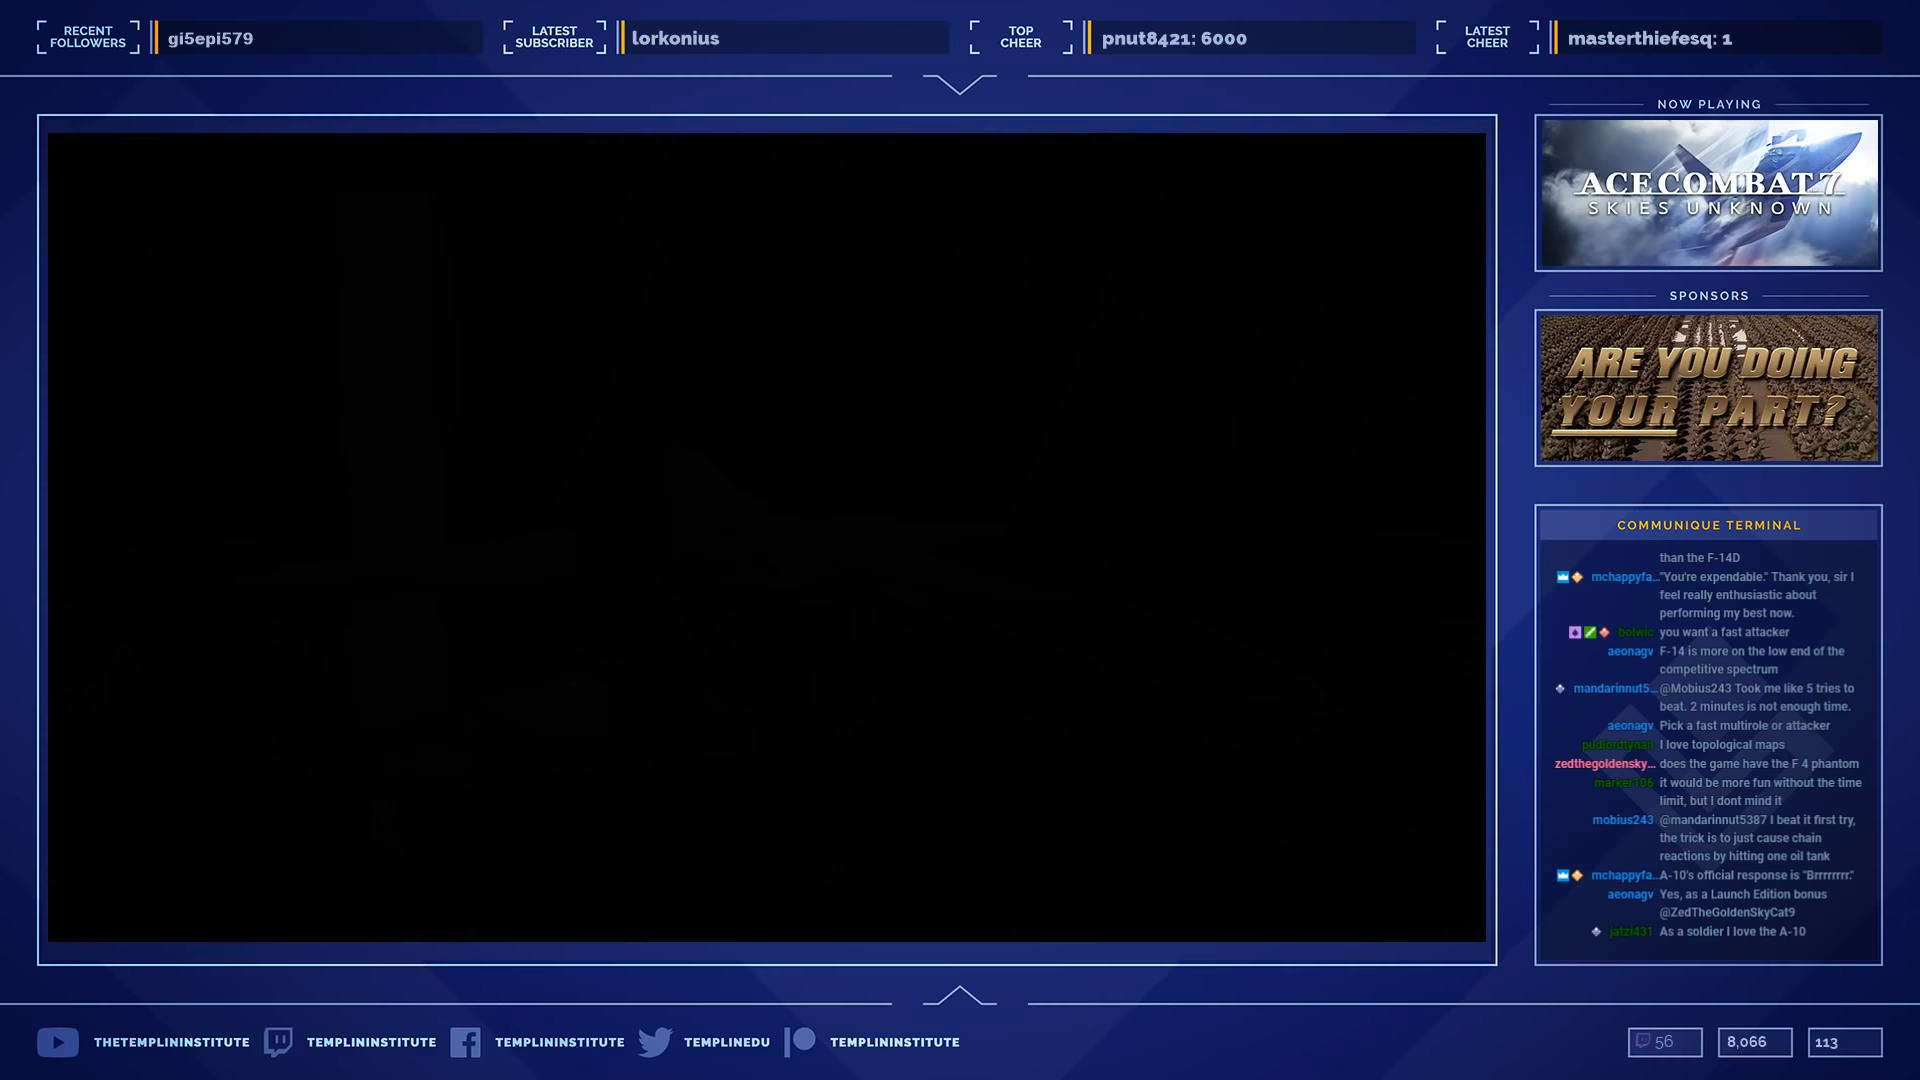 RECENT
FOLLOWERS
gi5epi579
LATEST
SUBSCRIBER
lorkonius
TOP
CHEER
pnut8421: 6000
LATEST
CHEER
masterthiefesq: 1
NOW PLAYING
ACE COMBAT 7
SKIES UNKNOWN
SPONSORS
ARE YOU DOING
YOUR PART?
COMMUNIQUE TERMINAL
than the F-14D
mchappyfa... "You're expendable." Thank you, sir I
feel really enthusiastic about
performing my best now.
bolwic you want a fast attacker
aeonagv F-14 is more on the low end of the
competitive spectrum
mandarinnut5... @Mobius243 Took me like 5 tries to
beat. 2 minutes is not enough time.
aeonagv Pick a fast multirole or attacker
I love topological maps
zedthegoldensky... does the game have the F 4 phantom
marker106 it would be more fun without the time
limit, but I dont mind it
mobius243 @mandarinnut5387 I beat it first try,
the trick is to just cause chain
reactions by hitting one oil tank
mchappyfa... A-10's official response is "Brrrrrrrr."
aeonagv Yes, as a Launch Edition bonus
@ZedTheGoldenSkyCat9
jatzi431 As a soldier I love the A-10
THETEMPLININSTITUTE
TEMPLININSTITUTE
TEMPLININSTITUTE
TEMPLINEDU
TEMPLININSTITUTE
56
8,066
113